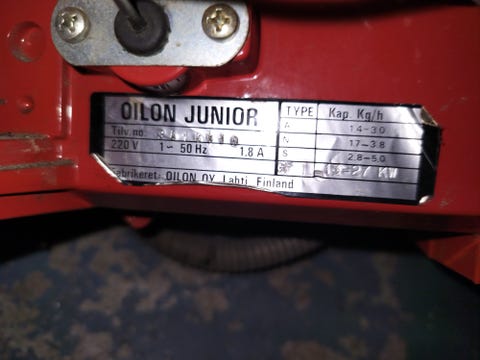 OILON JUNIOR
Tilv. no.
220 V 1~ 50 Hz 1.8 A
Fabrikeret: OILON OY, Lahti, Finland
TYPE Kap. Kg/h
A 1.4-3.0
N 1.7-3.8
S 2.8-5.0
-27 KW